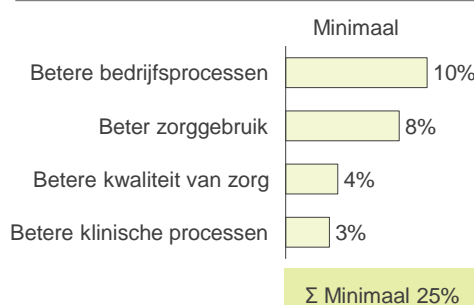 Minimaal
Betere bedrijfsprocessen 10%
Beter zorggebruik 8%
Betere kwaliteit van zorg 4%
Betere klinische processen 3%
Σ Minimaal 25%